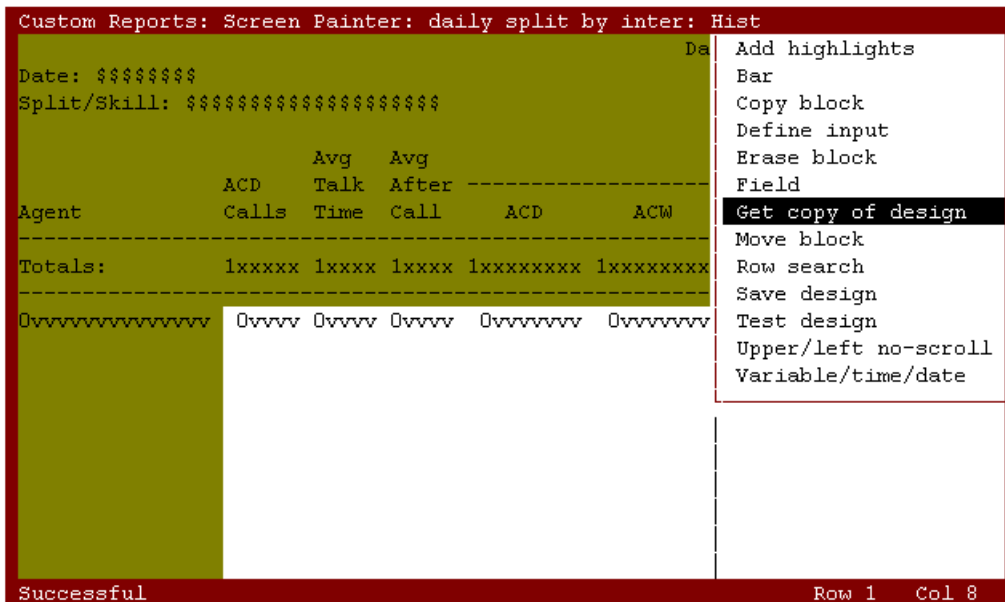 Custom Reports: Screen Painter: daily split by inter: Hist
Da
Date: $$$$$$$$
Split/Skill: $$$$$$$$$$$$$$$$$$$$
Avg Avg
ACD Talk After -------------------
Agent Calls Time Call ACD ACW
------------------------------------------------------
Totals: 1xxxxx 1xxxx 1xxxx 1xxxxxxxx 1xxxxxxxx
------------------------------------------------------
0vvvvvvvvvvvvvv 0vvvv 0vvvv 0vvvv 0vvvvvvv 0vvvvvvv
Add highlights
Bar
Copy block
Define input
Erase block
Field
Get copy of design
Move block
Row search
Save design
Test design
Upper/left no-scroll
Variable/time/date
Successful Row 1 Col 8